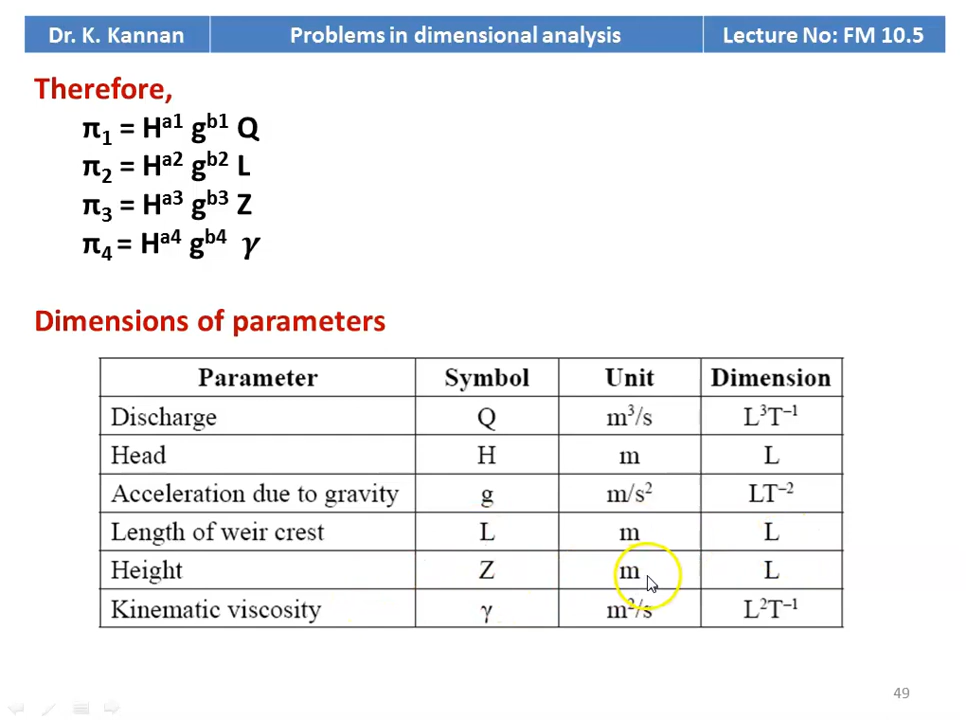 Dr. K. Kannan Problems in dimensional analysis Lecture No: FM 10.5
Therefore,
π₁ = Hᵃ¹ gᵇ¹ Q
π₂ = Hᵃ² gᵇ² L
π₃ = Hᵃ³ gᵇ³ Z
π₄ = Hᵃ⁴ gᵇ⁴ γ
Dimensions of parameters
Parameter Symbol Unit Dimension
Discharge Q m³/s L³T⁻¹
Head H m L
Acceleration due to gravity g m/s² LT⁻²
Length of weir crest L m L
Height Z m L
Kinematic viscosity γ m²/s L²T⁻¹
49